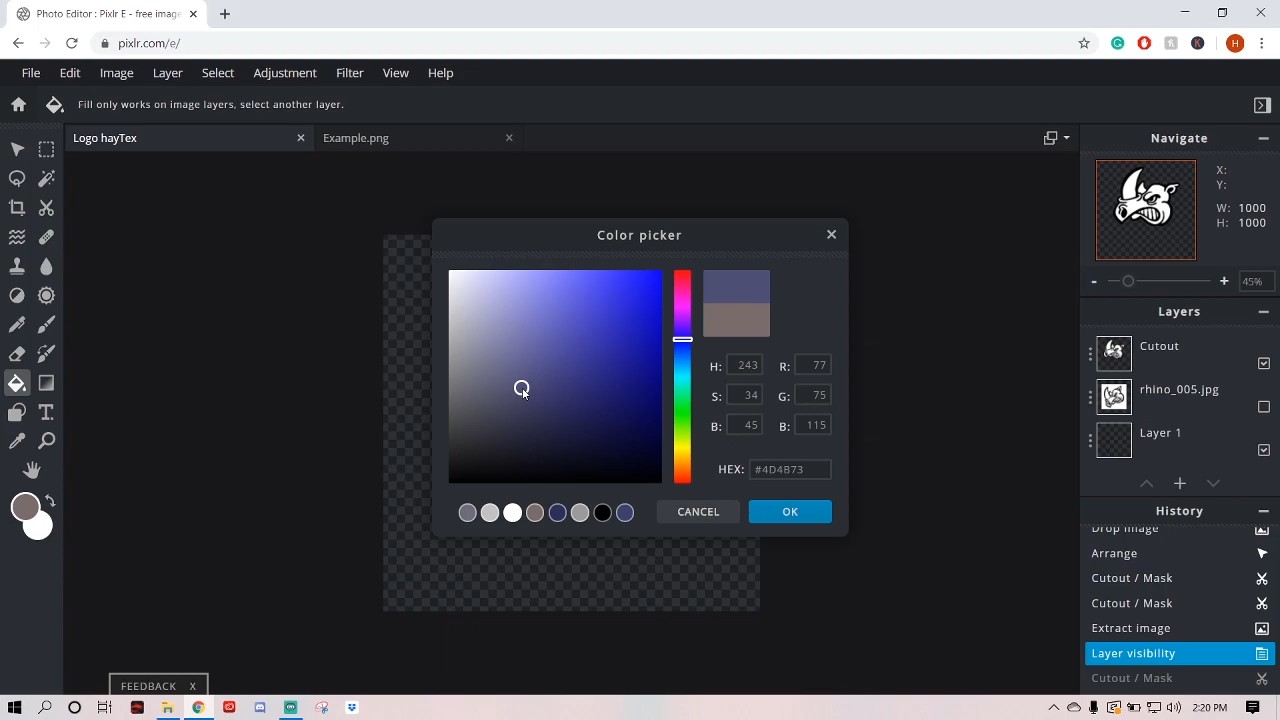 Photo Editor : Pixlr E - free imag
pixlr.com/e/
H
File Edit Image Layer Select Adjustment Filter View Help
Fill only works on image layers, select another layer.
Logo hayTex
Example.png
Navigate
X:
Y:
W: 1000
H: 1000
45%
Color picker
H: 243 R: 77
S: 34 G: 75
B: 45 B: 115
HEX: #4D4B73
CANCEL OK
Layers
Cutout
rhino_005.jpg
Layer 1
History
Drop image
Arrange
Cutout / Mask
Cutout / Mask
Extract image
Layer visibility
Cutout / Mask
FEEDBACK X
2:20 PM